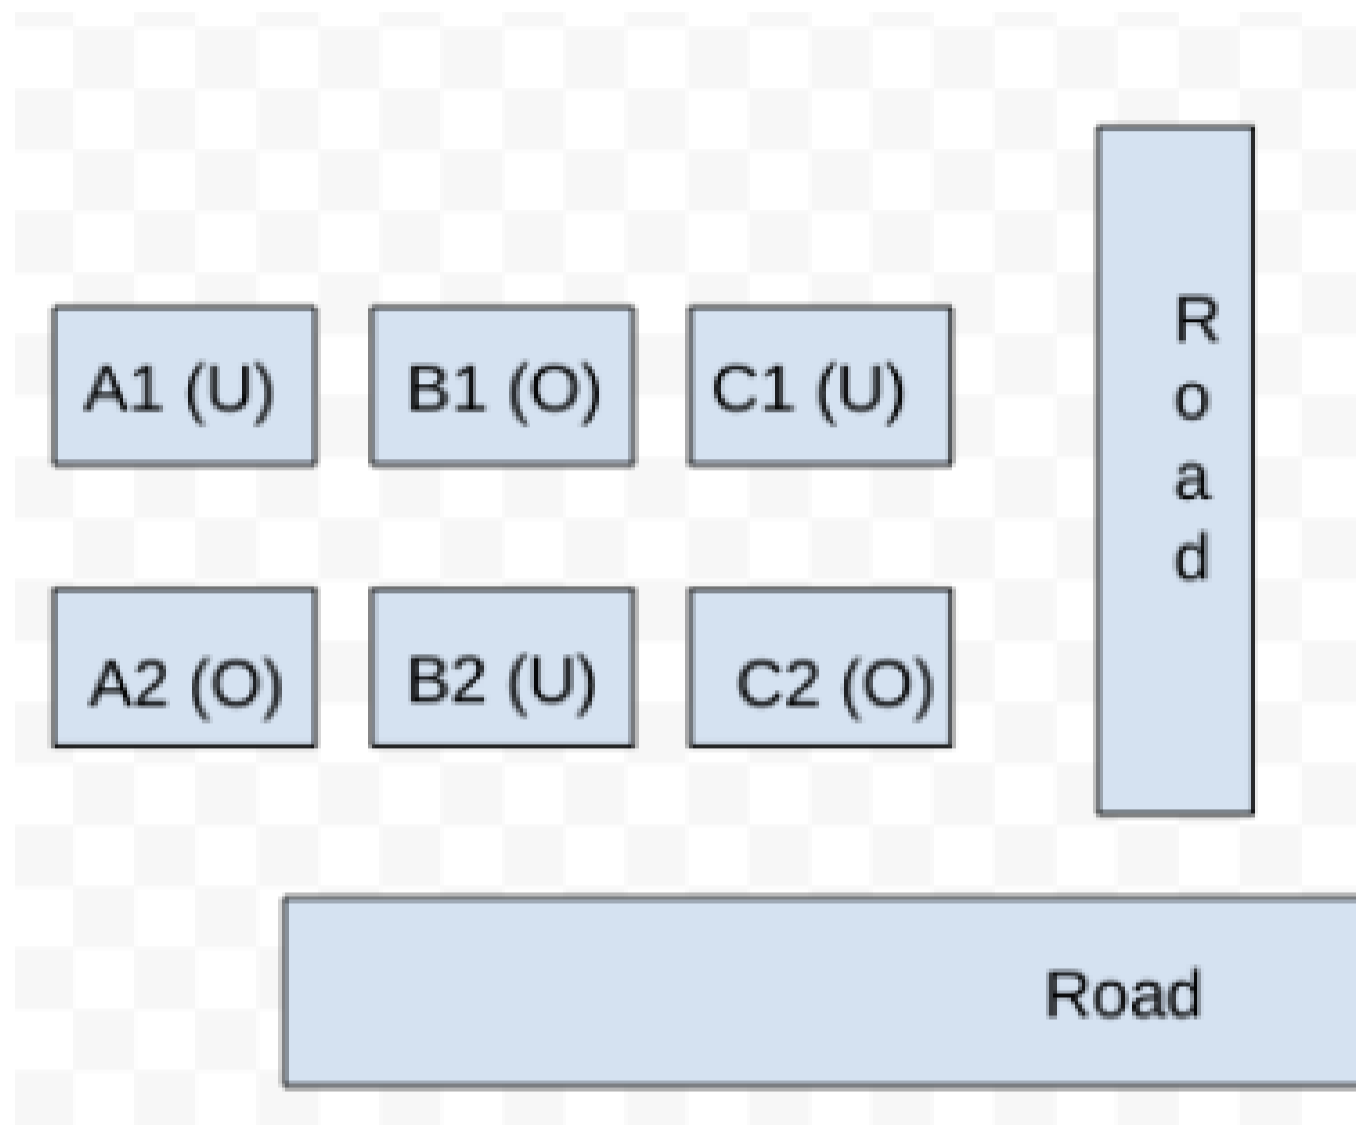 A1 (U)
B1 (O)
C1 (U)
R
o
a
d
A2 (O)
B2 (U)
C2 (O)
Road